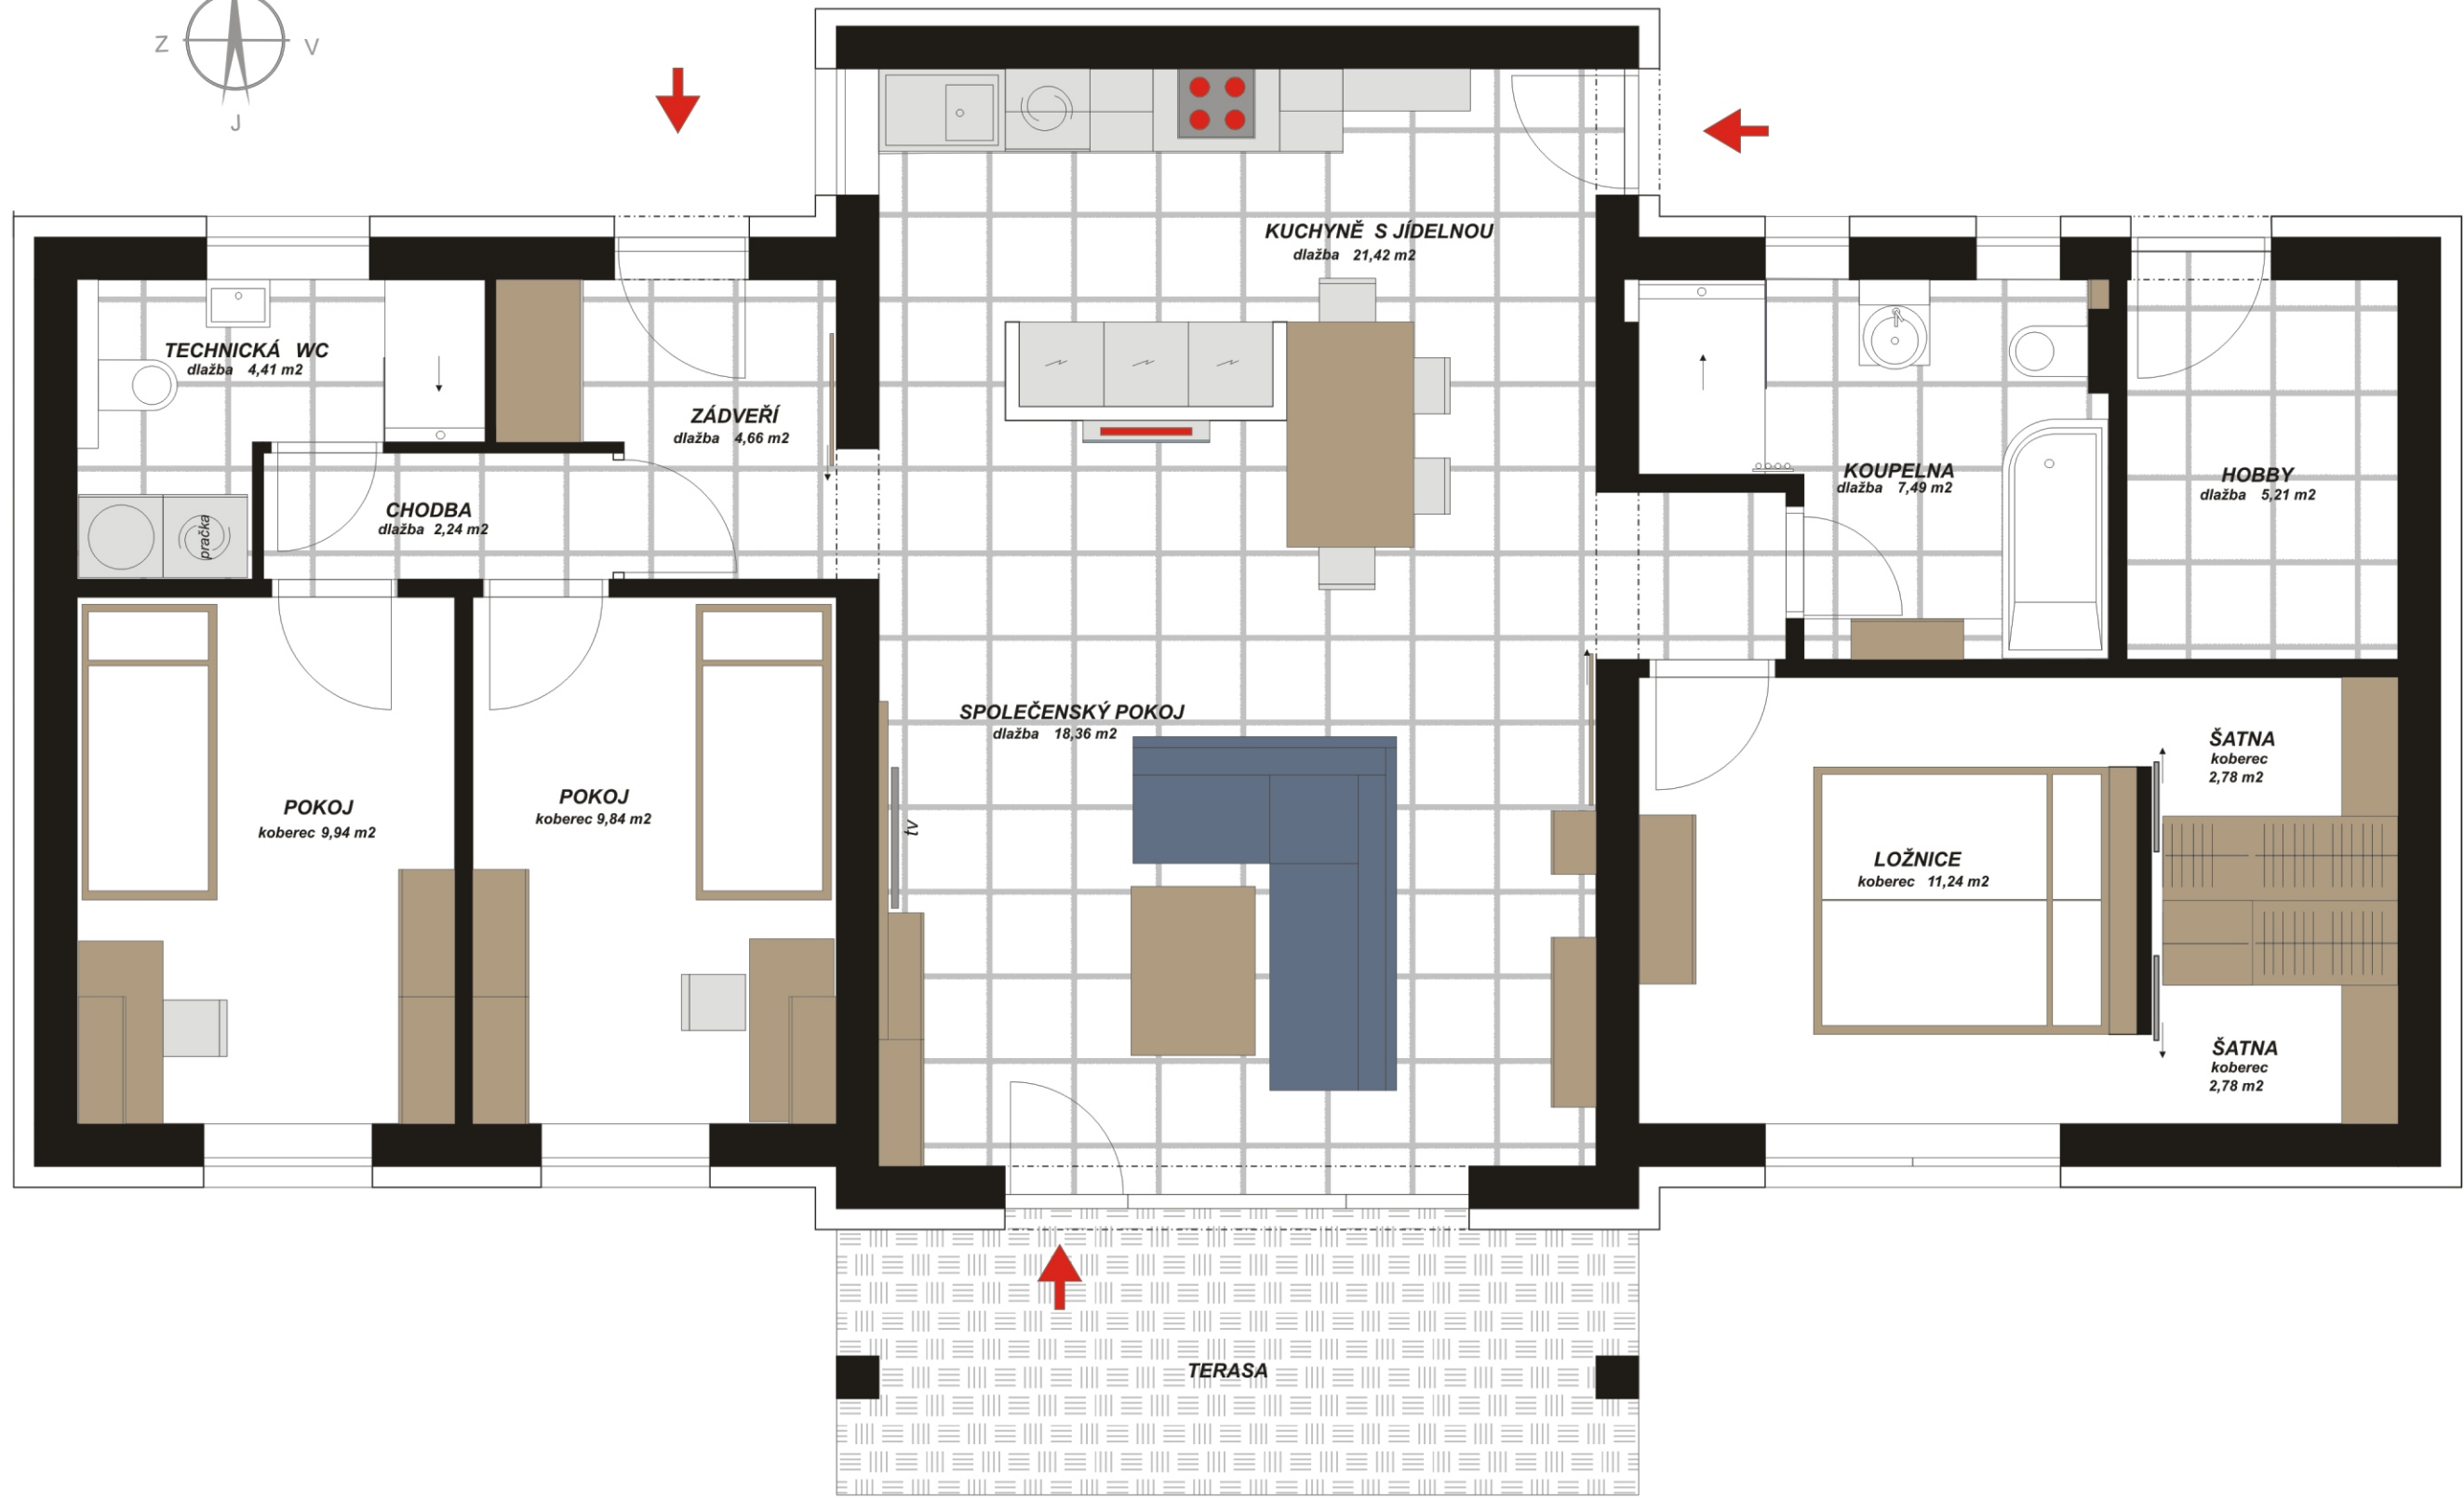 Z
V
J
KUCHYNĚ S JÍDELNOU
dlažba 21,42 m2
TECHNICKÁ WC
dlažba 4,41 m2
ZÁDVEŘÍ
dlažba 4,66 m2
CHODBA
dlažba 2,24 m2
pračka
KOUPELNA
dlažba 7,49 m2
HOBBY
dlažba 5,21 m2
SPOLEČENSKÝ POKOJ
dlažba 18,36 m2
tv
POKOJ
koberec 9,94 m2
POKOJ
koberec 9,84 m2
LOŽNICE
koberec 11,24 m2
ŠATNA
koberec
2,78 m2
ŠATNA
koberec
2,78 m2
TERASA